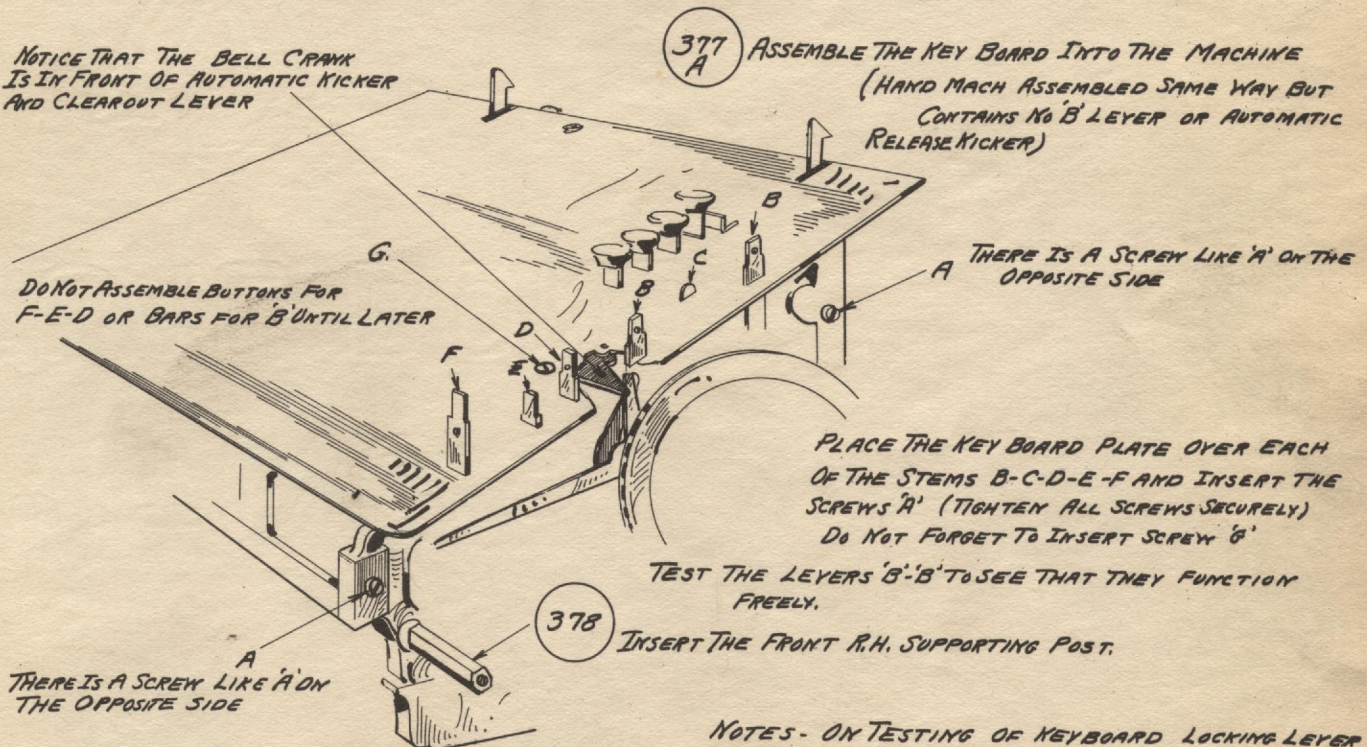 NOTICE THAT THE BELL CRANK
IS IN FRONT OF AUTOMATIC KICKER
AND CLEAROUT LEVER
377
A
ASSEMBLE THE KEY BOARD INTO THE MACHINE
(HAND MACH ASSEMBLED SAME WAY BUT
CONTAINS NO 'B' LEVER OR AUTOMATIC
RELEASE KICKER)
B
G.
C
A
THERE IS A SCREW LIKE 'A' ON THE
OPPOSITE SIDE
DO NOT ASSEMBLE BUTTONS FOR
F-E-D OR BARS FOR 'B' UNTIL LATER
B
D
F
E
PLACE THE KEY BOARD PLATE OVER EACH
OF THE STEMS B-C-D-E-F AND INSERT THE
SCREWS 'A' (TIGHTEN ALL SCREWS SECURELY)
DO NOT FORGET TO INSERT SCREW 'G'
TEST THE LEVERS 'B'-'B' TO SEE THAT THEY FUNCTION
FREELY.
378
INSERT THE FRONT R.H. SUPPORTING POST.
A
THERE IS A SCREW LIKE 'A' ON
THE OPPOSITE SIDE
NOTES - ON TESTING OF KEYBOARD LOCKING LEVER